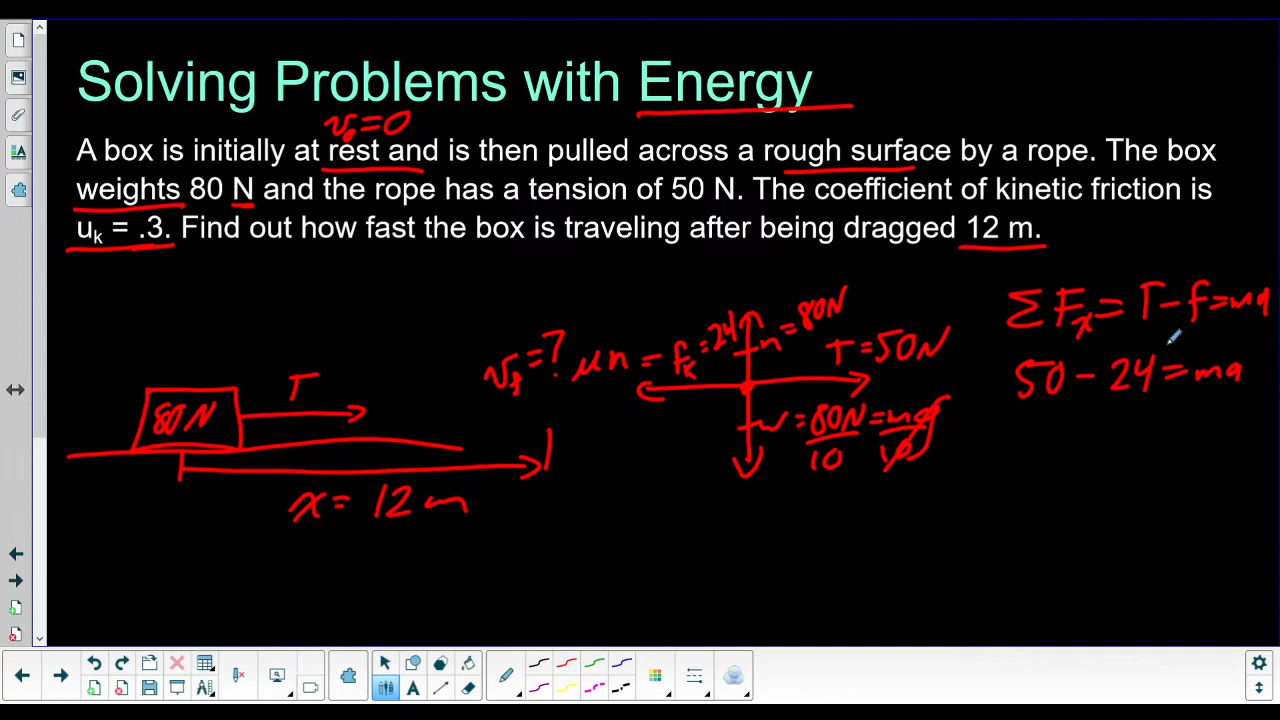 Solving Problems with Energy
v₀=0
A box is initially at rest and is then pulled across a rough surface by a rope. The box
weights 80 N and the rope has a tension of 50 N. The coefficient of kinetic friction is
uk = .3. Find out how fast the box is traveling after being dragged 12 m.
ΣFx = T - f = ma
50 - 24 = ma
vf = ?
μn = fk = 24
n = 80N
T = 50N
w = 80N = mg
10 10
80N
T
x = 12 m